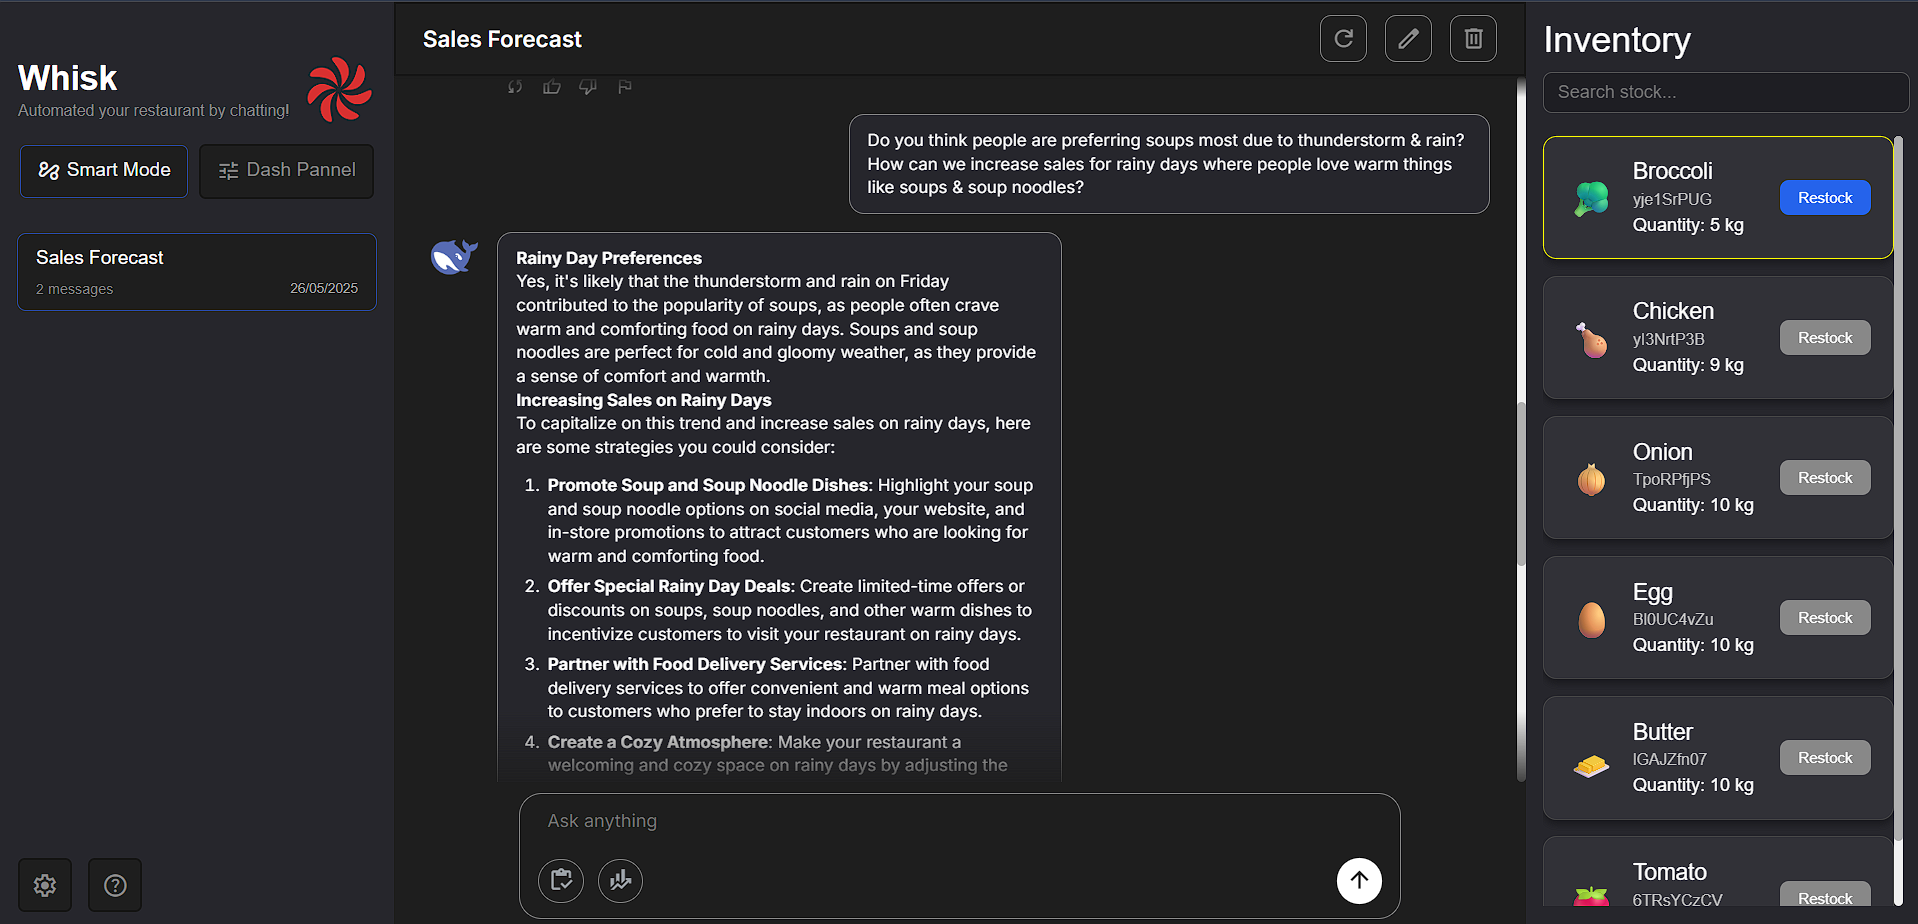 Whisk
Automated your restaurant by chatting!
Smart Mode
Dash Pannel
Sales Forecast
2 messages
26/05/2025
Sales Forecast
Do you think people are preferring soups most due to thunderstorm & rain?
How can we increase sales for rainy days where people love warm things
like soups & soup noodles?
Rainy Day Preferences
Yes, it's likely that the thunderstorm and rain on Friday
contributed to the popularity of soups, as people often crave
warm and comforting food on rainy days. Soups and soup
noodles are perfect for cold and gloomy weather, as they provide
a sense of comfort and warmth.
Increasing Sales on Rainy Days
To capitalize on this trend and increase sales on rainy days, here
are some strategies you could consider:
1. Promote Soup and Soup Noodle Dishes: Highlight your soup
and soup noodle options on social media, your website, and
in-store promotions to attract customers who are looking for
warm and comforting food.
2. Offer Special Rainy Day Deals: Create limited-time offers or
discounts on soups, soup noodles, and other warm dishes to
incentivize customers to visit your restaurant on rainy days.
3. Partner with Food Delivery Services: Partner with food
delivery services to offer convenient and warm meal options
to customers who prefer to stay indoors on rainy days.
4. Create a Cozy Atmosphere: Make your restaurant a
welcoming and cozy space on rainy days by adjusting the
Ask anything
Inventory
Search stock...
Broccoli
yje1SrPUG
Quantity: 5 kg
Restock
Chicken
yI3NrtP3B
Quantity: 9 kg
Restock
Onion
TpoRPfjPS
Quantity: 10 kg
Restock
Egg
Bl0UC4vZu
Quantity: 10 kg
Restock
Butter
IGAJZfn07
Quantity: 10 kg
Restock
Tomato
6TRsYCzCV
Restock